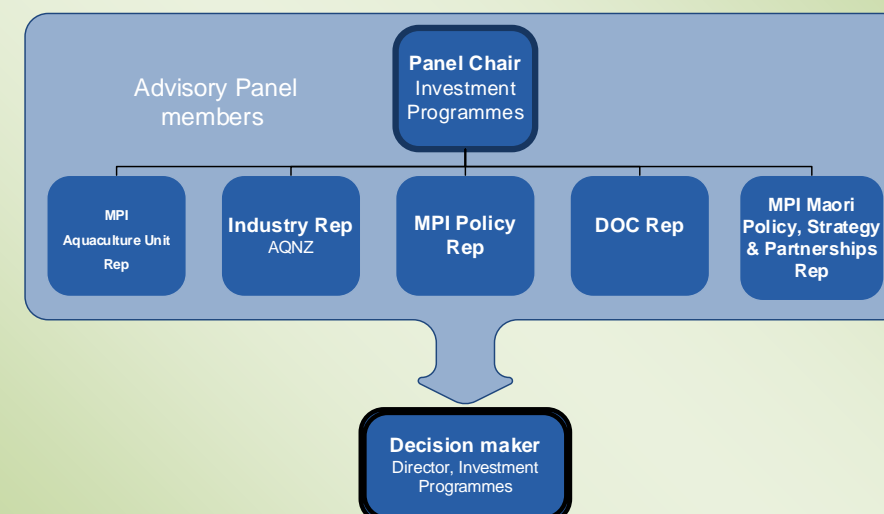 Panel Chair
Investment
Programmes
Advisory Panel
members
MPI
Aquaculture Unit
Rep
Industry Rep
AQNZ
MPI Policy
Rep
DOC Rep
MPI Maori
Policy, Strategy
& Partnerships
Rep
Decision maker
Director, Investment
Programmes